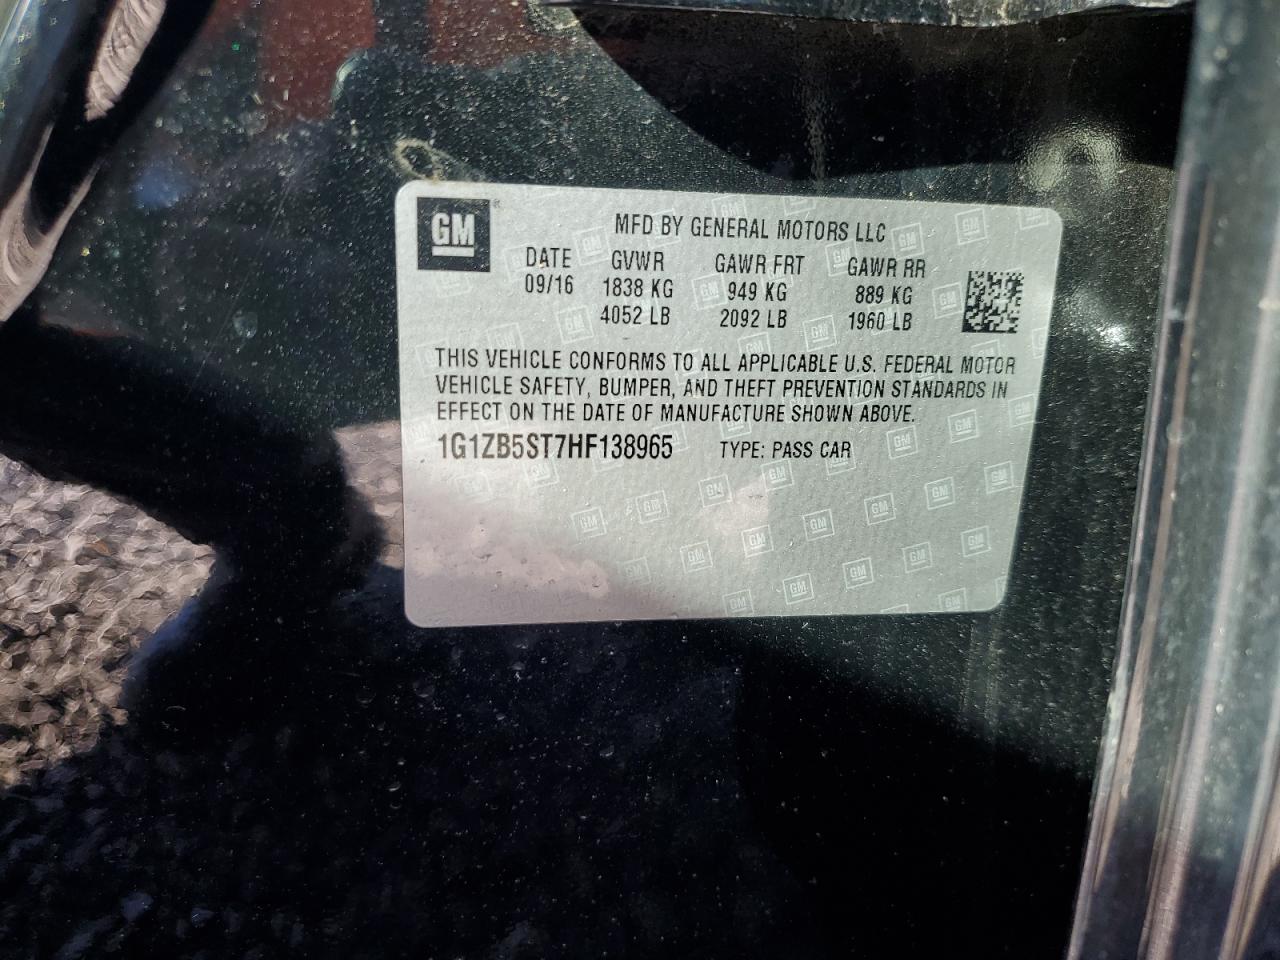 GM ® MFD BY GENERAL MOTORS LLC
DATE GVWR GAWR FRT GAWR RR
09/16 1838 KG 949 KG 889 KG
4052 LB 2092 LB 1960 LB
THIS VEHICLE CONFORMS TO ALL APPLICABLE U.S. FEDERAL MOTOR
VEHICLE SAFETY, BUMPER, AND THEFT PREVENTION STANDARDS IN
EFFECT ON THE DATE OF MANUFACTURE SHOWN ABOVE.
1G1ZB5ST7HF138965 TYPE: PASS CAR